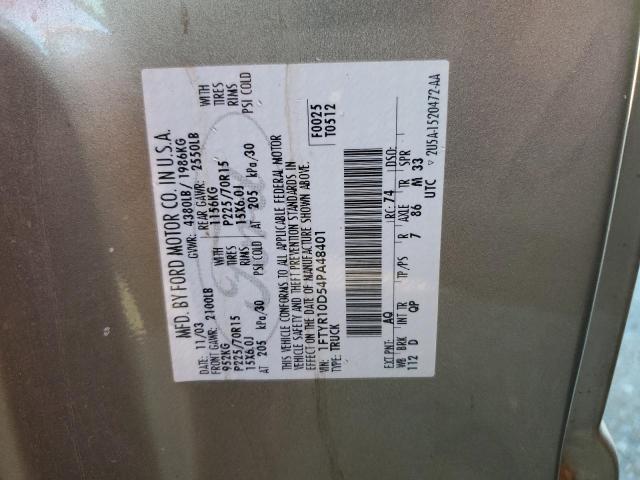 MFD. BY FORD MOTOR CO. IN U.S.A.
DATE: 11/03 GVWR: 4380LB/ 1986KG
FRONT GAWR: 2100LB REAR GAWR: 2550LB WITH
952KG 1156KG TIRES
P225/70R15 P225/70R15 WITH TIRES
15X6.0J 15X6.0J RIMS
AT 205 kPa/30 PSI COLD AT 205 kPa/30 PSI COLD
THIS VEHICLE CONFORMS TO ALL APPLICABLE FEDERAL MOTOR
VEHICLE SAFETY AND THEFT PREVENTION STANDARDS IN
EFFECT ON THE DATE OF MANUFACTURE SHOWN ABOVE.
VIN: 1FTYR10D54PA48401
TYPE: TRUCK
F0025
T0512
EXT PNT: AQ RC: 74 DSO:
WB BRK INT TR TP/PS R AXLE TR SPR
112 D QP 7 86 M 33
UTC
▽ 2U5A-1520472-AA
Ford